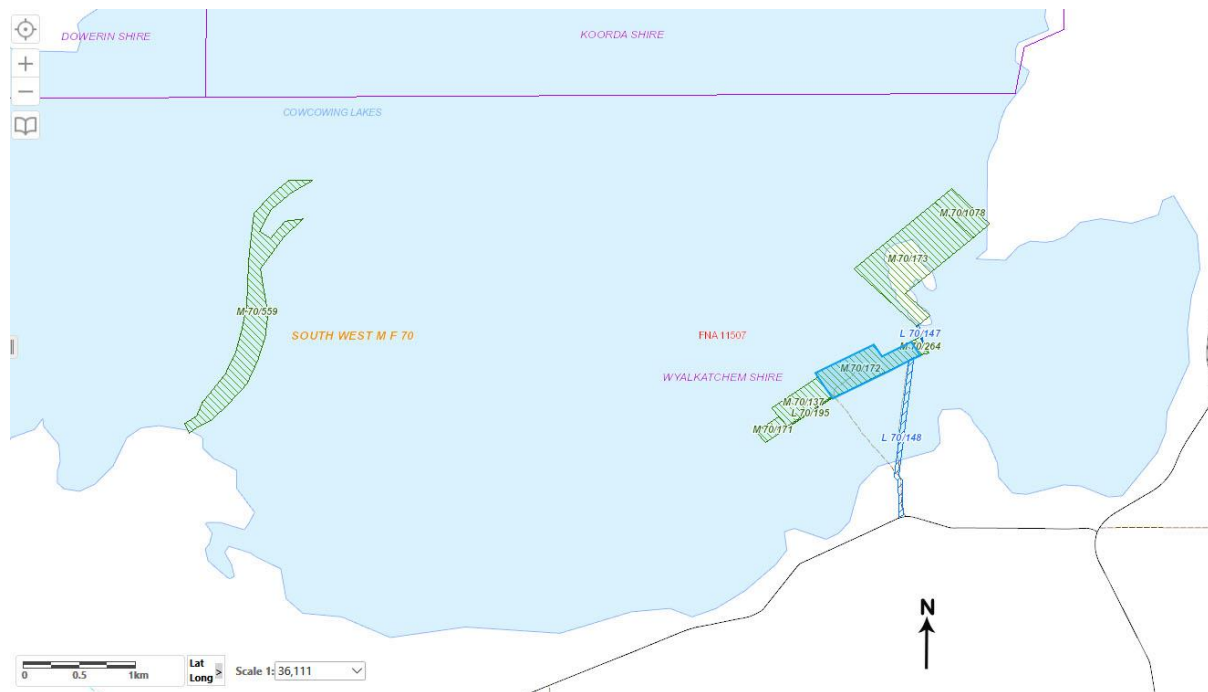 DOWERIN SHIRE
KOORDA SHIRE
COWCOWING LAKES
M 70/1078
M 70/173
M 70/559
SOUTH WEST M F 70
FNA 11507
L 70/147
M 70/264
M 70/172
WYALKATCHEM SHIRE
M 70/137
L 70/195
M 70/171
L 70/148
N
0 0.5 1km
Lat
Long >
Scale 1: 36,111